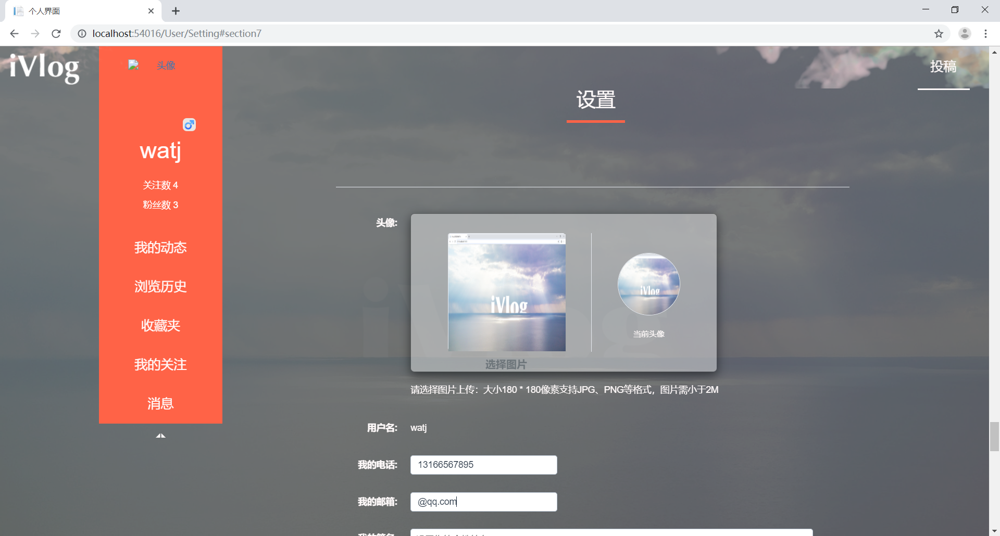 个人界面
localhost:54016/User/Setting#section7
iVlog
头像
投稿
设置
watj
关注数 4
粉丝数 3
我的动态
浏览历史
收藏夹
我的关注
消息
头像:
iVlog
iVlog
当前头像
选择图片
请选择图片上传：大小180 * 180像素支持JPG、PNG等格式，图片需小于2M
用户名:
watj
我的电话:
13166567895
我的邮箱:
@qq.com